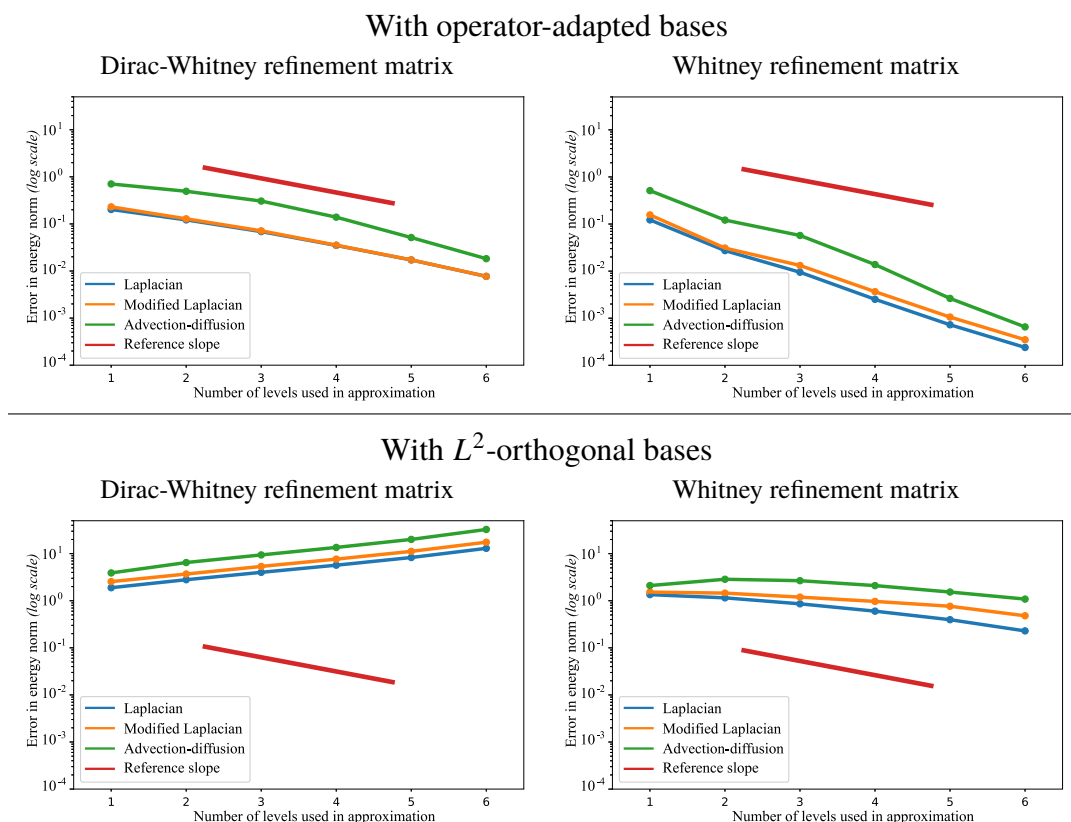 With operator-adapted bases
Dirac-Whitney refinement matrix
Error in energy norm (log scale)
10^1
10^0
10^-1
10^-2
10^-3
10^-4
Laplacian
Modified Laplacian
Advection-diffusion
Reference slope
1 2 3 4 5 6
Number of levels used in approximation
Whitney refinement matrix
Error in energy norm (log scale)
10^1
10^0
10^-1
10^-2
10^-3
10^-4
Laplacian
Modified Laplacian
Advection-diffusion
Reference slope
1 2 3 4 5 6
Number of levels used in approximation
With L²-orthogonal bases
Dirac-Whitney refinement matrix
Error in energy norm (log scale)
10^1
10^0
10^-1
10^-2
10^-3
10^-4
Laplacian
Modified Laplacian
Advection-diffusion
Reference slope
1 2 3 4 5 6
Number of levels used in approximation
Whitney refinement matrix
Error in energy norm (log scale)
10^1
10^0
10^-1
10^-2
10^-3
10^-4
Laplacian
Modified Laplacian
Advection-diffusion
Reference slope
1 2 3 4 5 6
Number of levels used in approximation